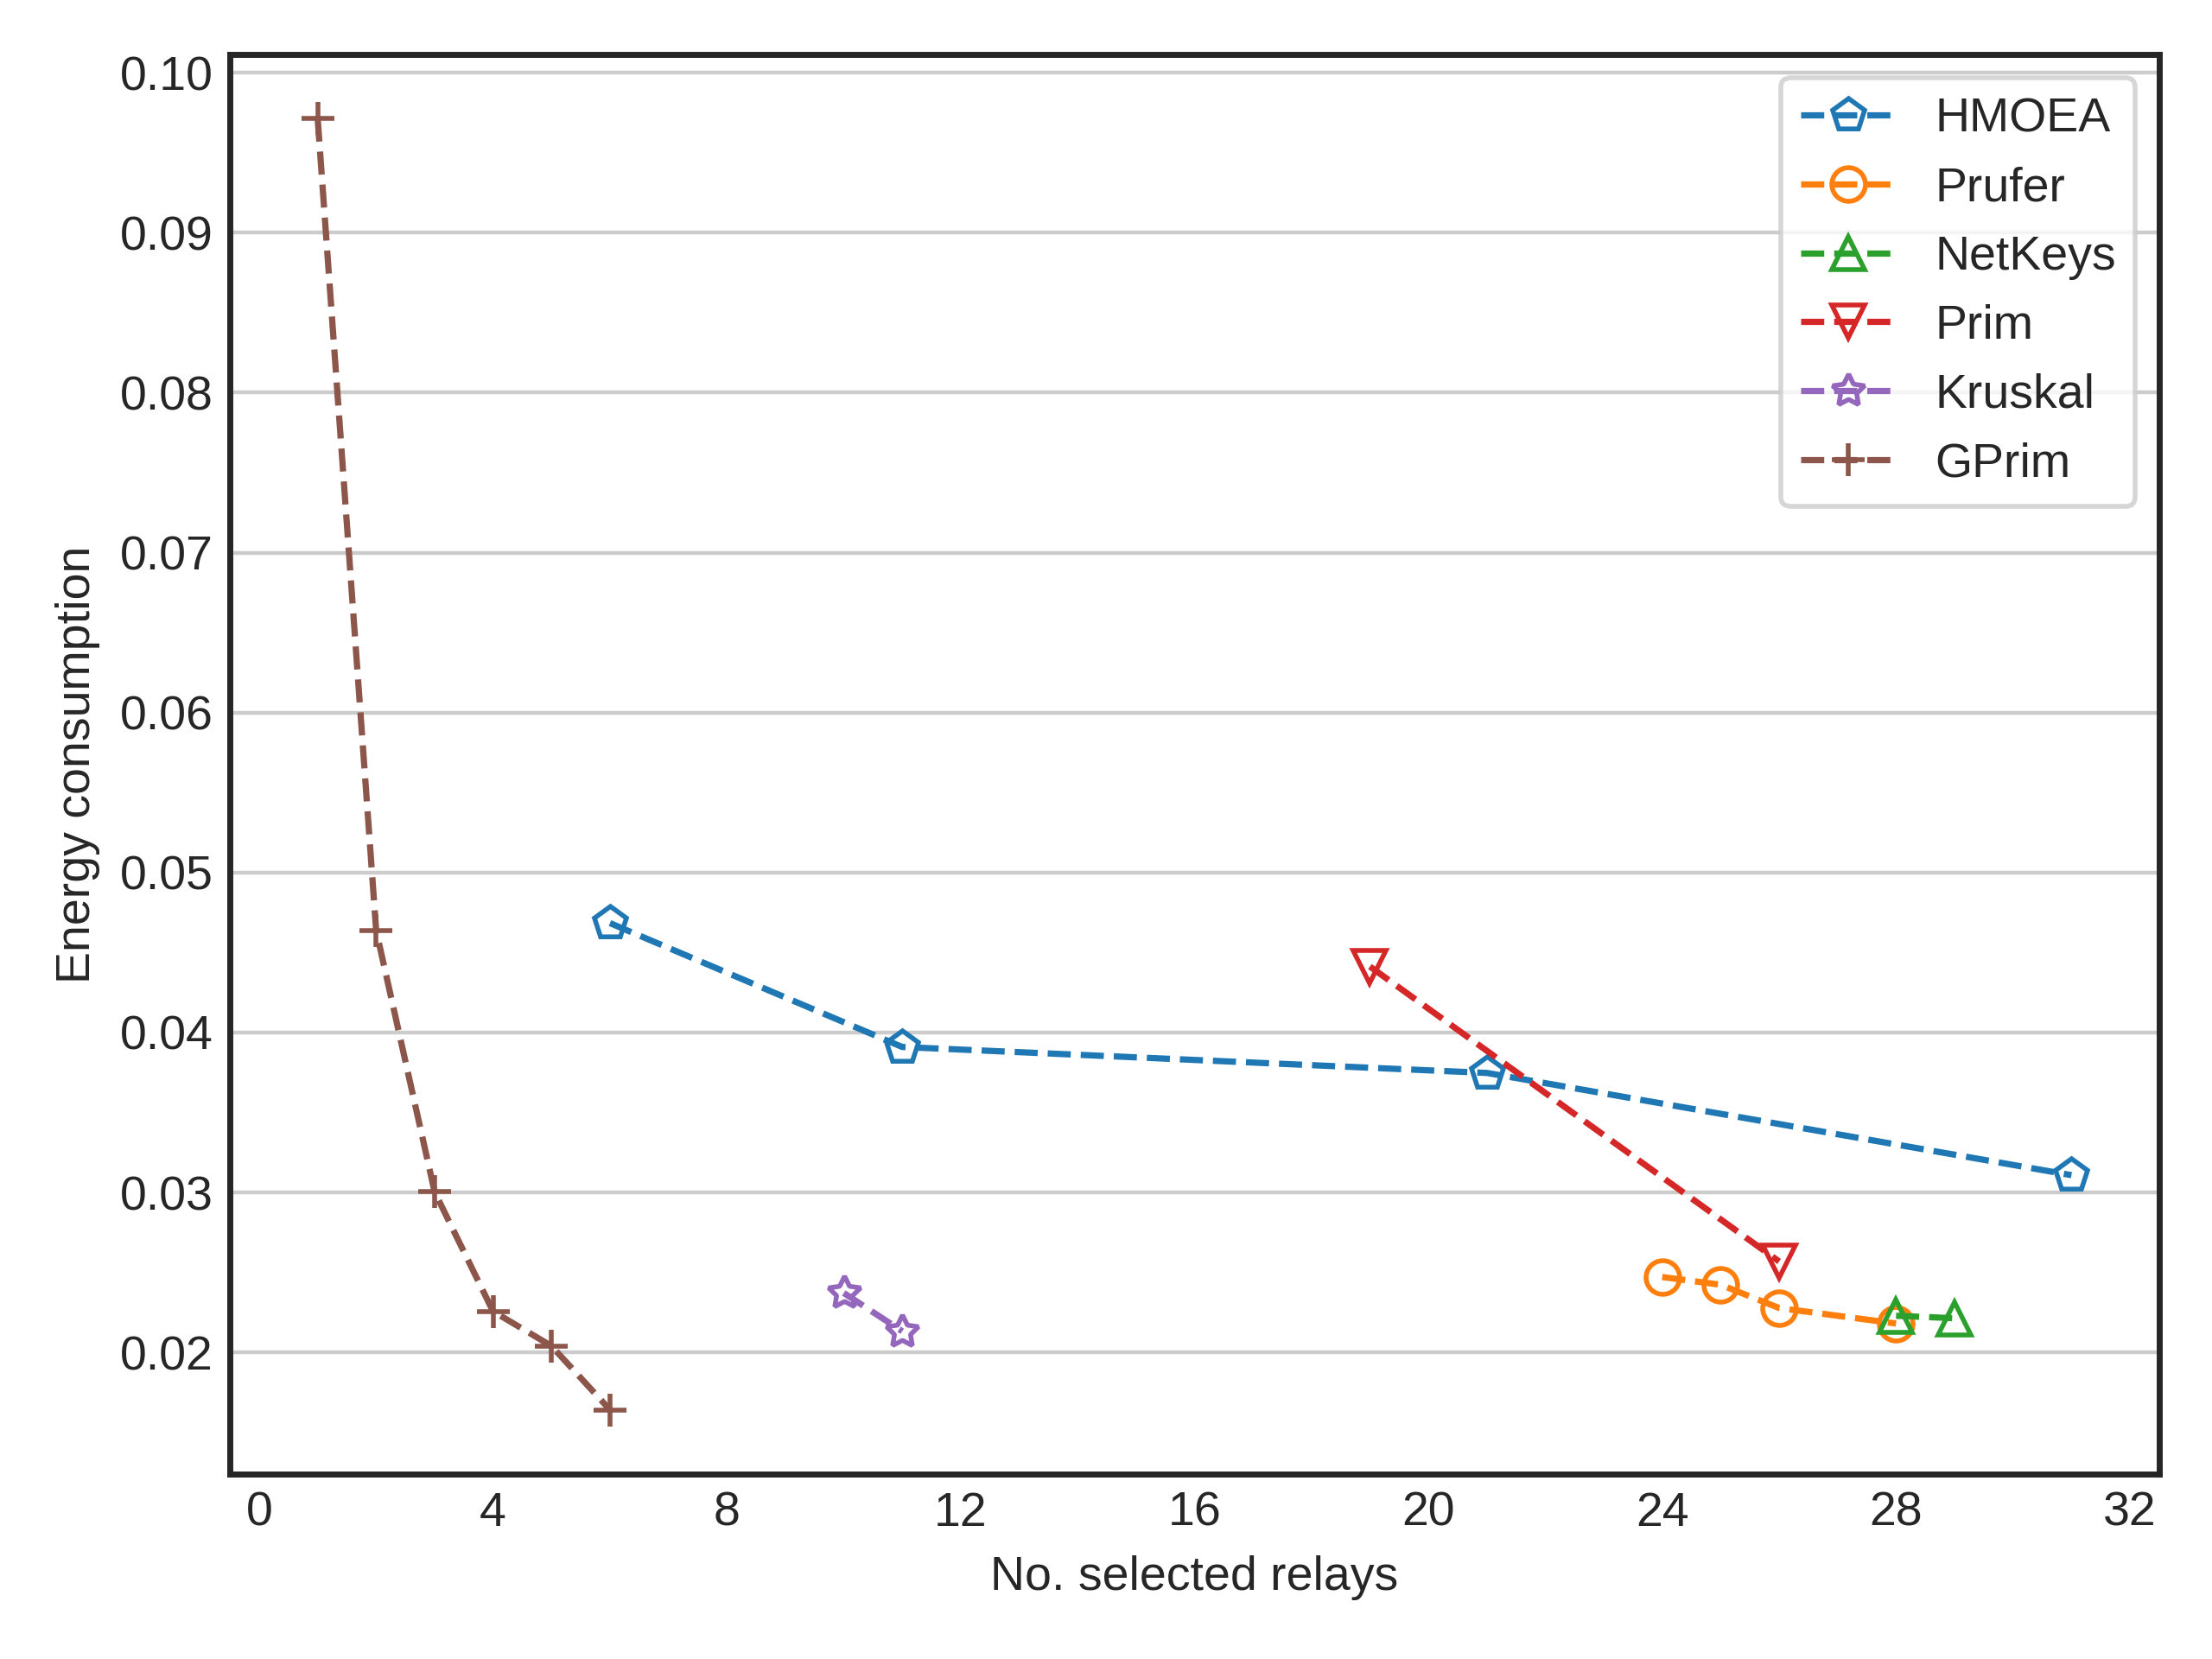 0.10
0.09
0.08
0.07
0.06
0.05
0.04
0.03
0.02
Energy consumption
HMOEA
Prufer
NetKeys
Prim
Kruskal
GPrim
0 4 8 12 16 20 24 28 32
No. selected relays